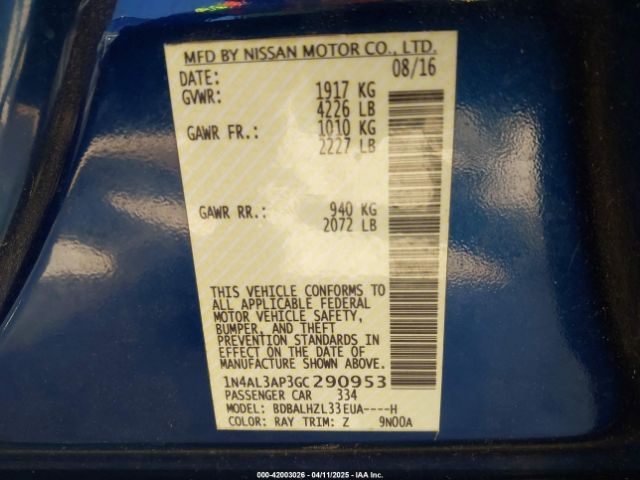 MFD BY NISSAN MOTOR CO., LTD.
DATE: 08/16
GVWR: 1917 KG
4226 LB
GAWR FR.: 1010 KG
2227 LB
GAWR RR.: 940 KG
2072 LB
THIS VEHICLE CONFORMS TO
ALL APPLICABLE FEDERAL
MOTOR VEHICLE SAFETY,
BUMPER, AND THEFT
PREVENTION STANDARDS IN
EFFECT ON THE DATE OF
MANUFACTURE SHOWN ABOVE.
1N4AL3AP3GC290953
PASSENGER CAR 334
MODEL: BDBALHZL33EUA----H
COLOR: RAY TRIM: Z 9N00A
000-42003026 - 04/11/2025 - IAAI.com